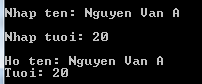 Nhap ten: Nguyen Van A
Nhap tuoi: 20
Ho ten: Nguyen Van A
Tuoi: 20